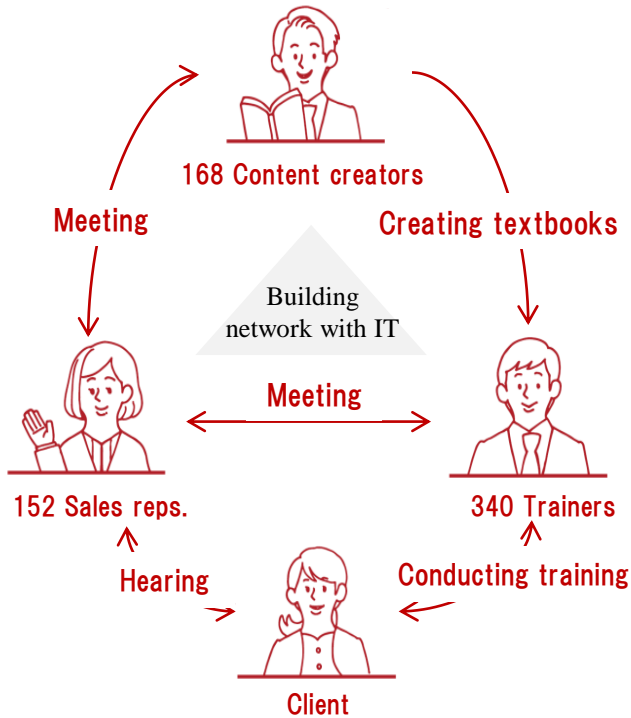 168 Content creators
Meeting
Creating textbooks
Building
network with IT
Meeting
152 Sales reps.
340 Trainers
Hearing
Conducting training
Client